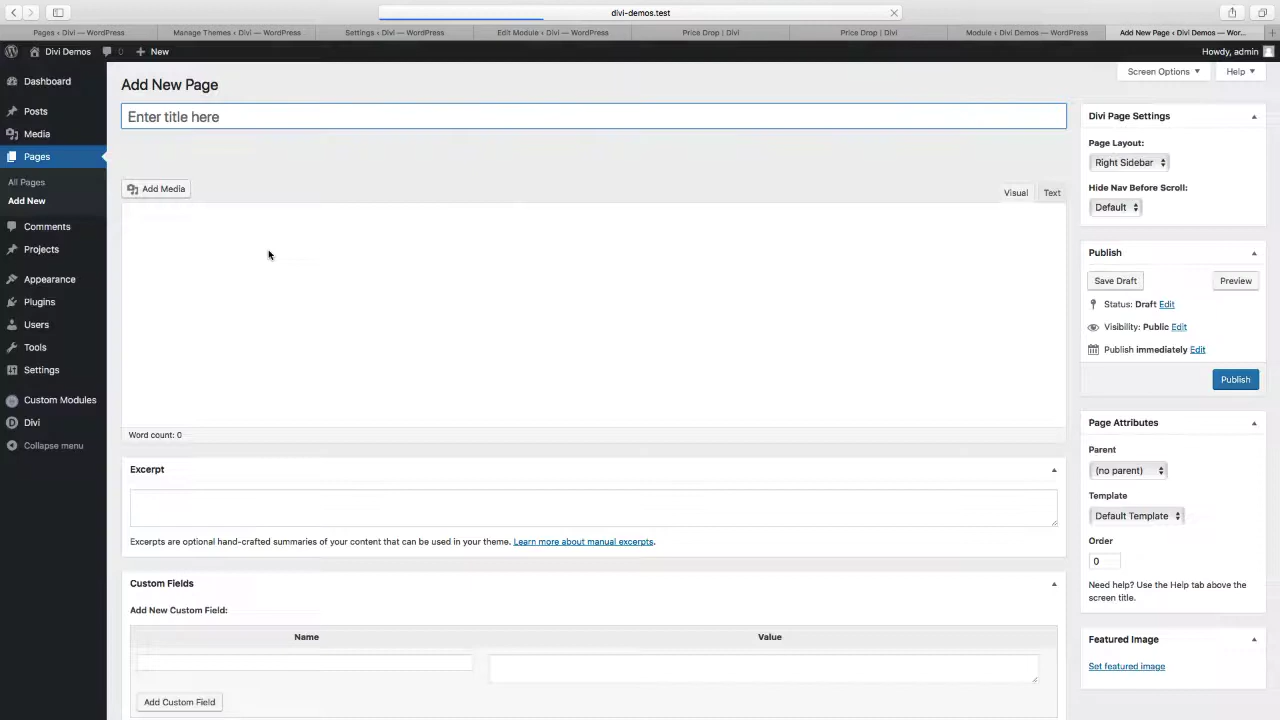 divi-demos.test
Pages ‹ Divi — WordPress
Manage Themes ‹ Divi — WordPress
Settings ‹ Divi — WordPress
Edit Module ‹ Divi — WordPress
Price Drop | Divi
Price Drop | Divi
Module ‹ Divi Demos — WordPress
Add New Page ‹ Divi Demos — Wor...
Divi Demos
0
New
Howdy, admin
Screen Options
Help
Dashboard
Posts
Media
Pages
All Pages
Add New
Comments
Projects
Appearance
Plugins
Users
Tools
Settings
Custom Modules
Divi
Collapse menu
Add New Page
Enter title here
Add Media
Visual
Text
Word count: 0
Excerpt
Excerpts are optional hand-crafted summaries of your content that can be used in your theme. Learn more about manual excerpts.
Custom Fields
Add New Custom Field:
Name
Value
Add Custom Field
Divi Page Settings
Page Layout:
Right Sidebar
Hide Nav Before Scroll:
Default
Publish
Save Draft
Preview
Status: Draft Edit
Visibility: Public Edit
Publish immediately Edit
Publish
Page Attributes
Parent
(no parent)
Template
Default Template
Order
0
Need help? Use the Help tab above the
screen title.
Featured Image
Set featured image